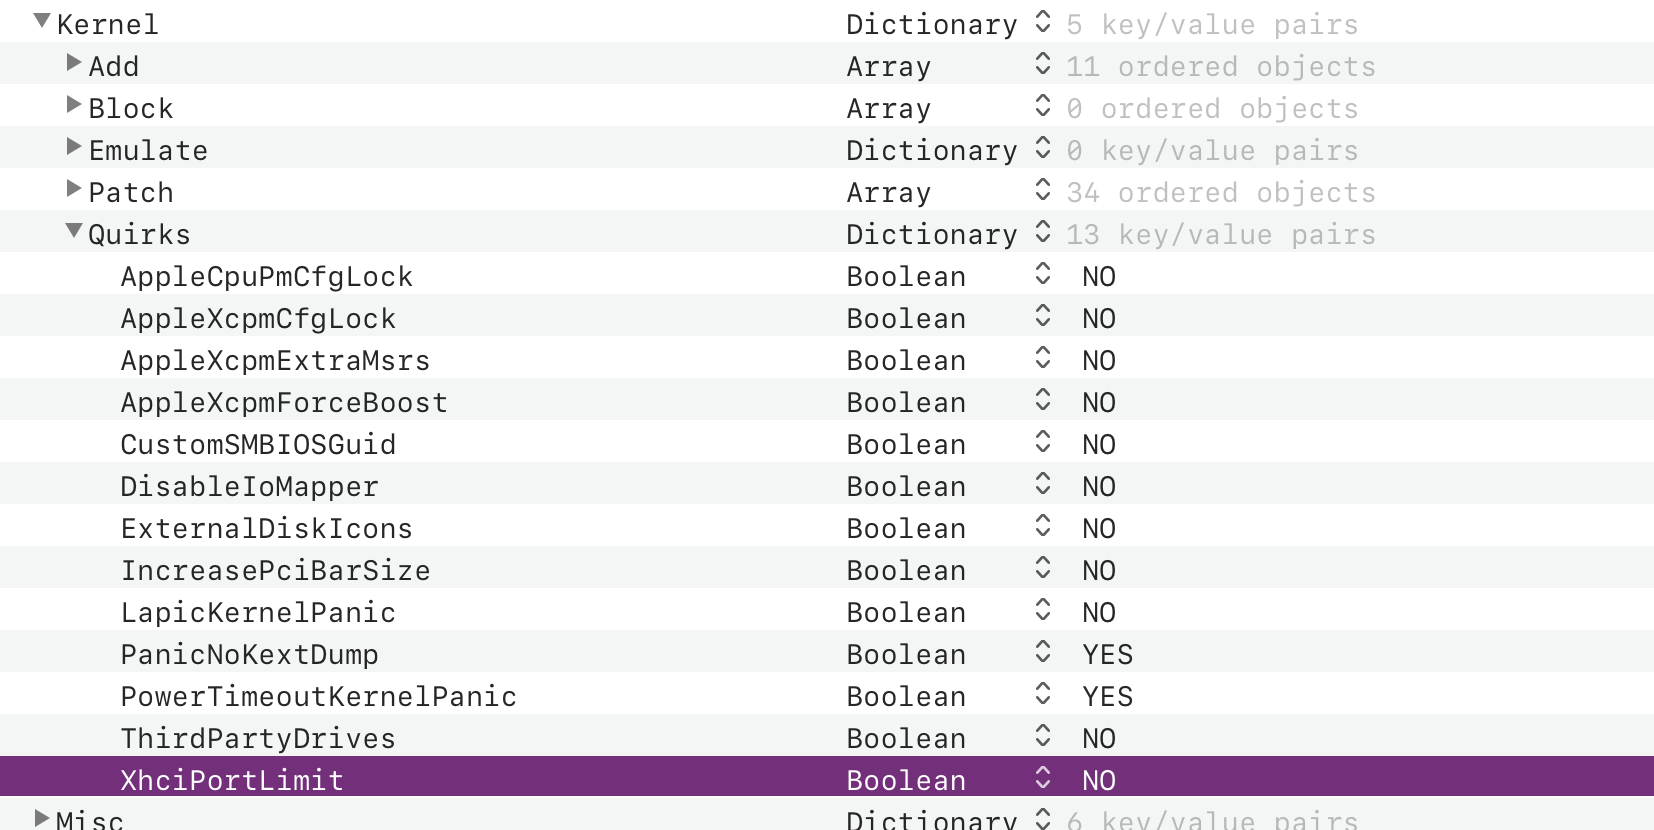 Kernel Dictionary 5 key/value pairs
Add Array 11 ordered objects
Block Array 0 ordered objects
Emulate Dictionary 0 key/value pairs
Patch Array 34 ordered objects
Quirks Dictionary 13 key/value pairs
AppleCpuPmCfgLock Boolean NO
AppleXcpmCfgLock Boolean NO
AppleXcpmExtraMsrs Boolean NO
AppleXcpmForceBoost Boolean NO
CustomSMBIOSGuid Boolean NO
DisableIoMapper Boolean NO
ExternalDiskIcons Boolean NO
IncreasePciBarSize Boolean NO
LapicKernelPanic Boolean NO
PanicNoKextDump Boolean YES
PowerTimeoutKernelPanic Boolean YES
ThirdPartyDrives Boolean NO
XhciPortLimit Boolean NO
Misc Dictionary 6 key/value pairs